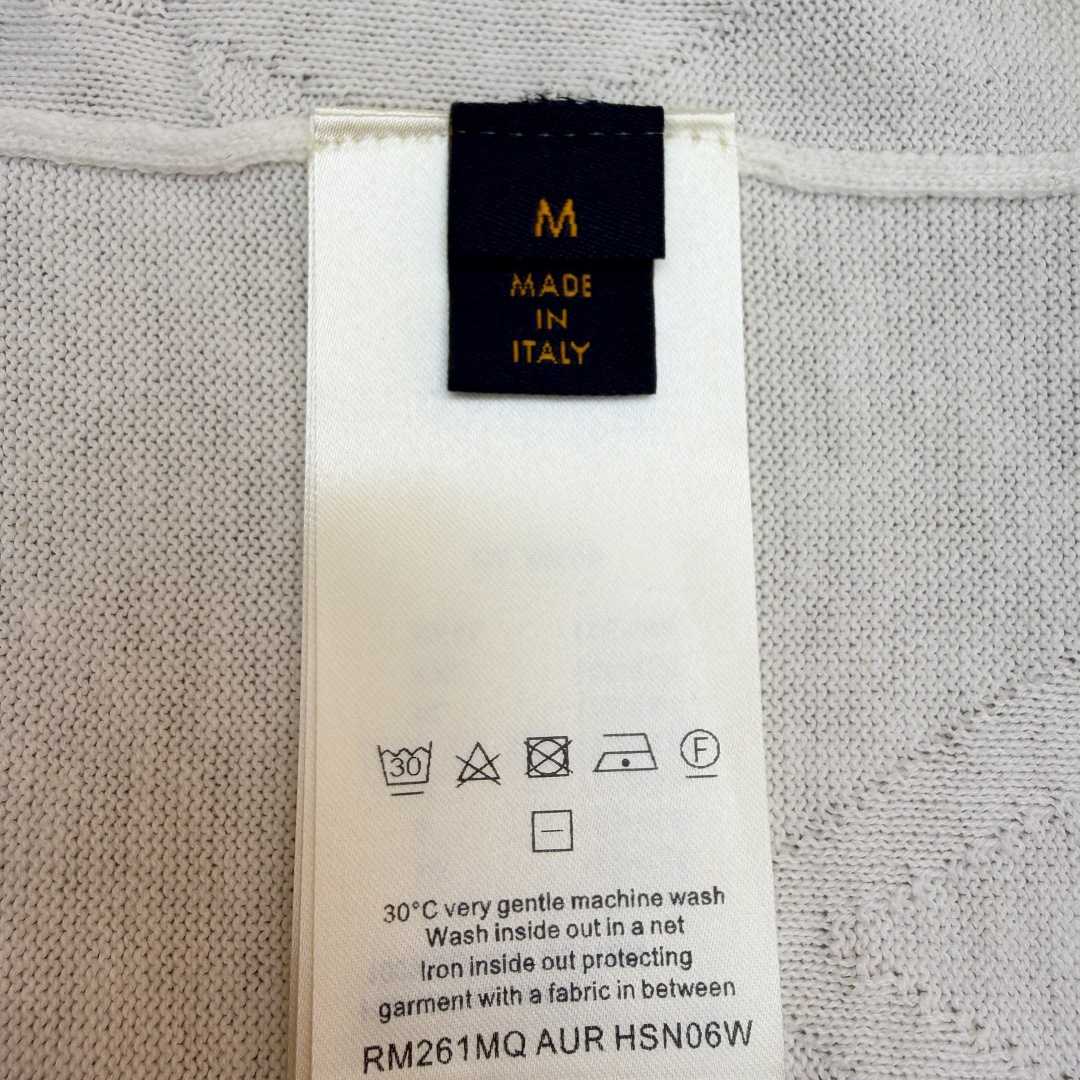 M
MADE
IN
ITALY
30
F
30°C very gentle machine wash
Wash inside out in a net
Iron inside out protecting
garment with a fabric in between
RM261MQ AUR HSN06W